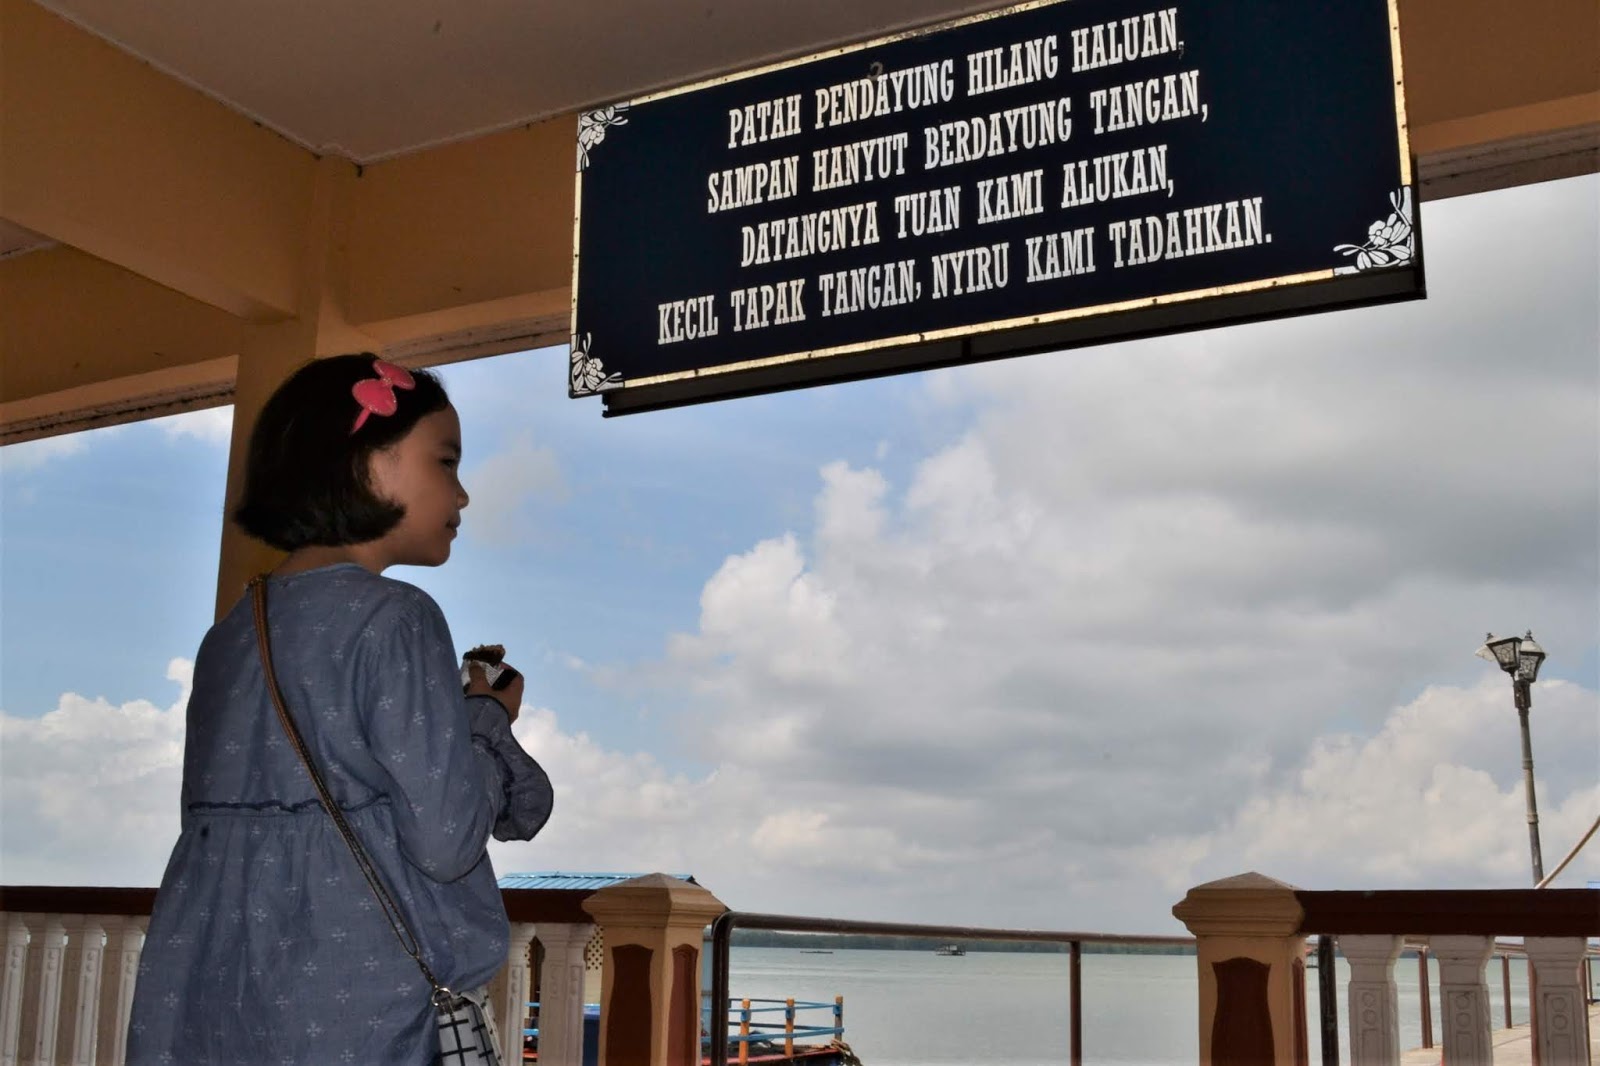 PATAH PENDAYUNG HILANG HALUAN,
SAMPAN HANYUT BERDAYUNG TANGAN,
DATANGNYA TUAN KAMI ALUKAN,
KECIL TAPAK TANGAN, NYIRU KAMI TADAHKAN.